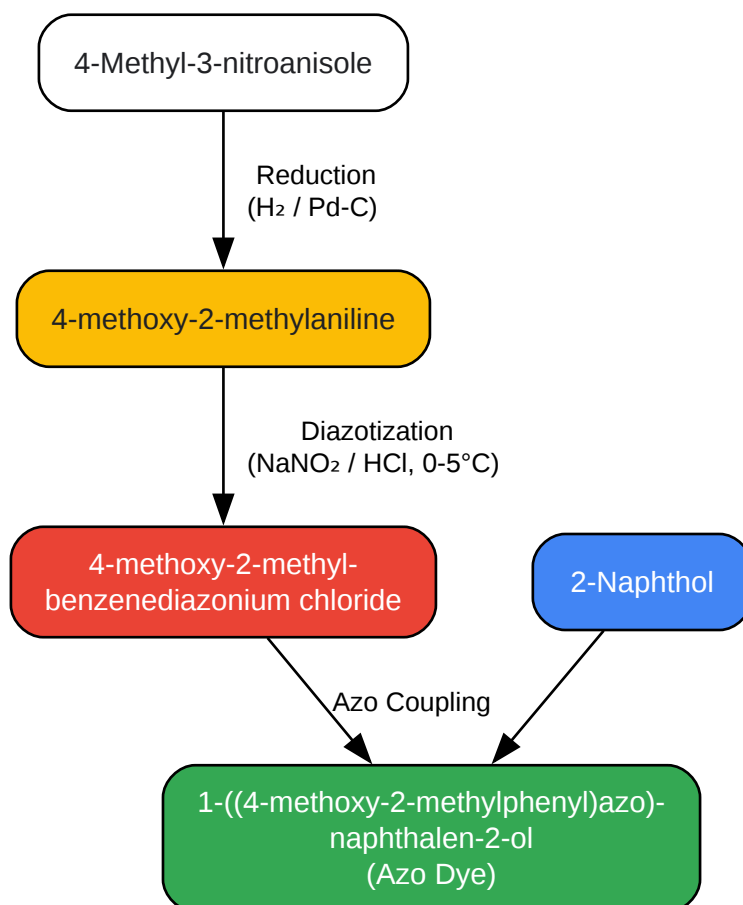 4-Methyl-3-nitroanisole
Reduction
(H₂ / Pd-C)
4-methoxy-2-methylaniline
Diazotization
(NaNO₂ / HCl, 0-5°C)
4-methoxy-2-methyl-
benzenediazonium chloride
2-Naphthol
Azo Coupling
1-((4-methoxy-2-methylphenyl)azo)-
naphthalen-2-ol
(Azo Dye)